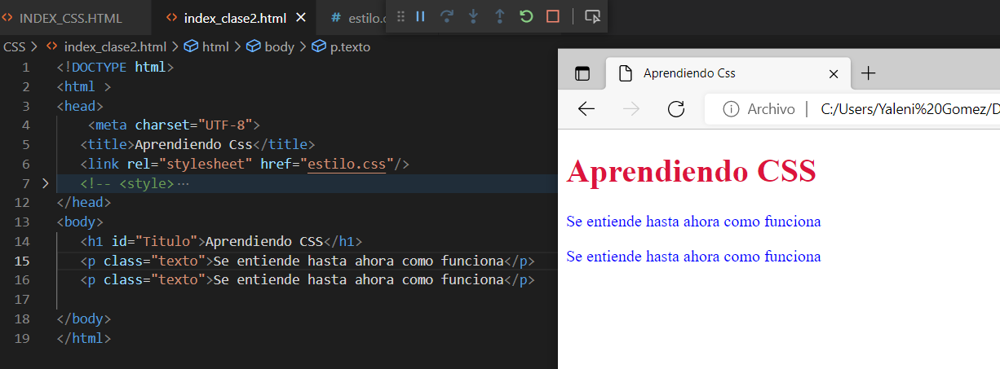 INDEX_CSS.HTML
index_clase2.html
estilo.c
CSS > index_clase2.html > html > body > p.texto
1 <!DOCTYPE html>
2 <html >
3 <head>
4 <meta charset="UTF-8">
5 <title>Aprendiendo Css</title>
6 <link rel="stylesheet" href="estilo.css"/>
7 <!-- <style>…
12 </head>
13 <body>
14 <h1 id="Titulo">Aprendiendo CSS</h1>
15 <p class="texto">Se entiende hasta ahora como funciona</p>
16 <p class="texto">Se entiende hasta ahora como funciona</p>
17
18 </body>
19 </html>
Aprendiendo Css
Archivo | C:/Users/Yaleni%20Gomez/D
Aprendiendo CSS
Se entiende hasta ahora como funciona
Se entiende hasta ahora como funciona